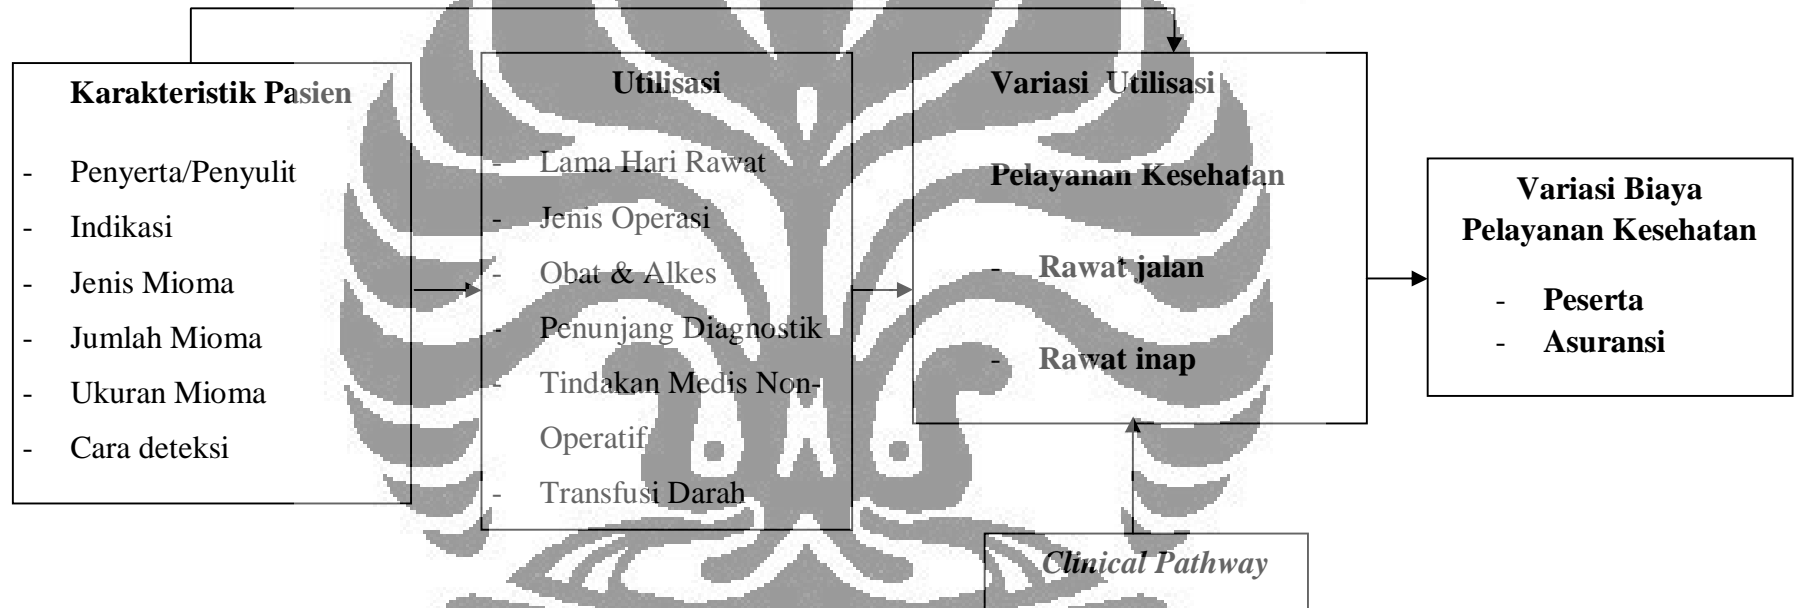 Karakteristik Pasien
- Penyerta/Penyulit
- Indikasi
- Jenis Mioma
- Jumlah Mioma
- Ukuran Mioma
- Cara deteksi
Utilisasi
- Lama Hari Rawat
- Jenis Operasi
- Obat & Alkes
- Penunjang Diagnostik
- Tindakan Medis Non-
Operatif
- Transfusi Darah
Variasi Utilisasi
Pelayanan Kesehatan
- Rawat jalan
- Rawat inap
Clinical Pathway
Variasi Biaya
Pelayanan Kesehatan
- Peserta
- Asuransi